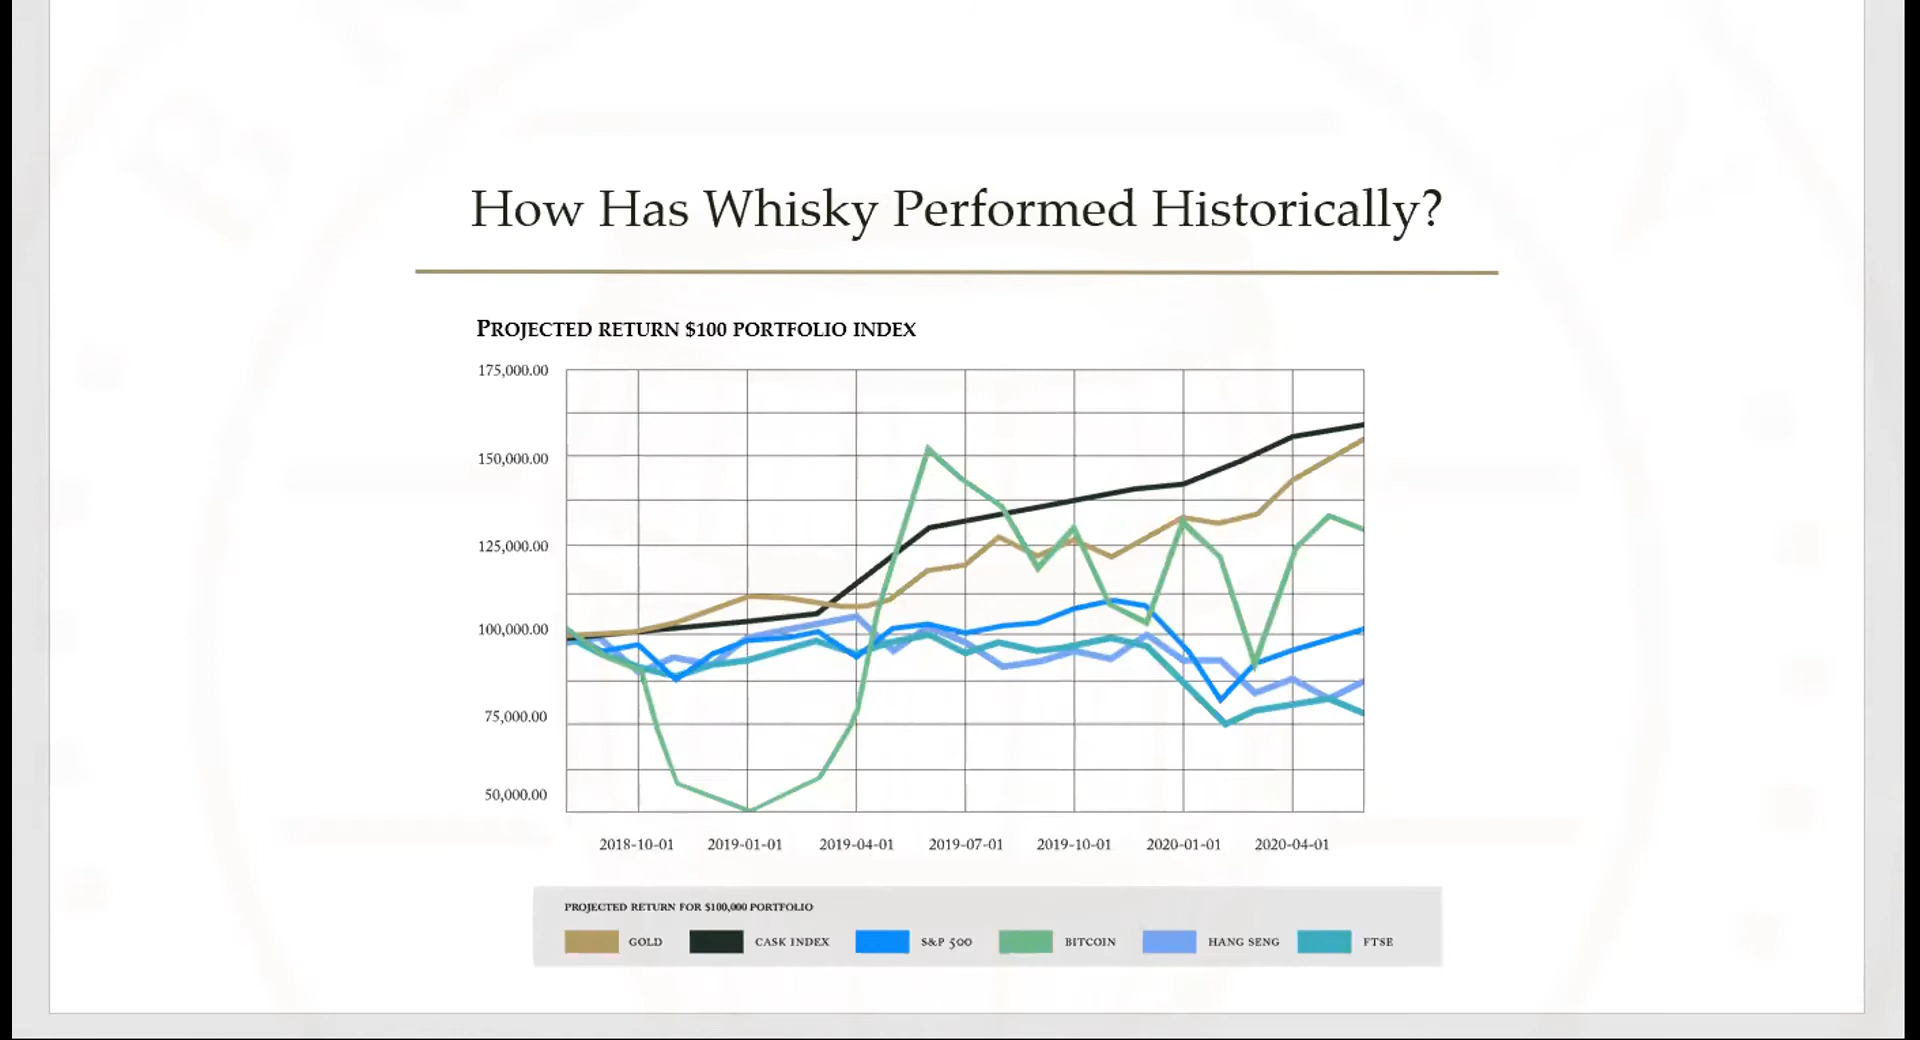 How Has Whisky Performed Historically?
PROJECTED RETURN $100 PORTFOLIO INDEX
175,000.00
150,000.00
125,000.00
100,000.00
75,000.00
50,000.00
2018-10-01 2019-01-01 2019-04-01 2019-07-01 2019-10-01 2020-01-01 2020-04-01
PROJECTED RETURN FOR $100,000 PORTFOLIO
GOLD CASK INDEX S&P 500 BITCOIN HANG SENG FTSE